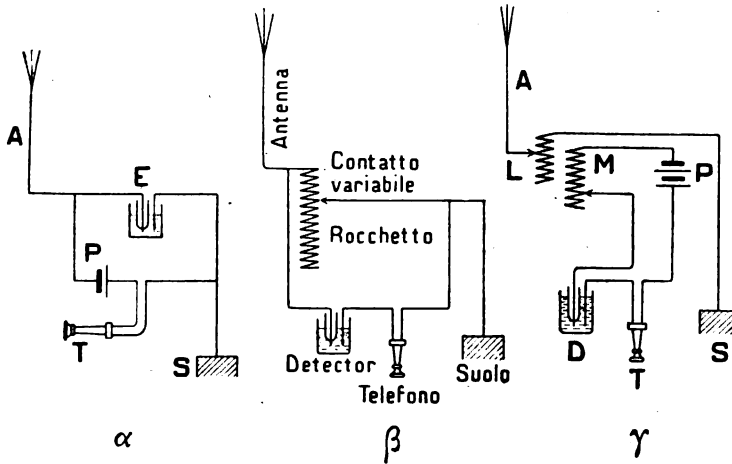 A
E
P
T
S
α
Antenna
Contatto
variabile
Rocchetto
Detector
Telefono
Suolo
β
A
L
M
P
D
T
S
γ